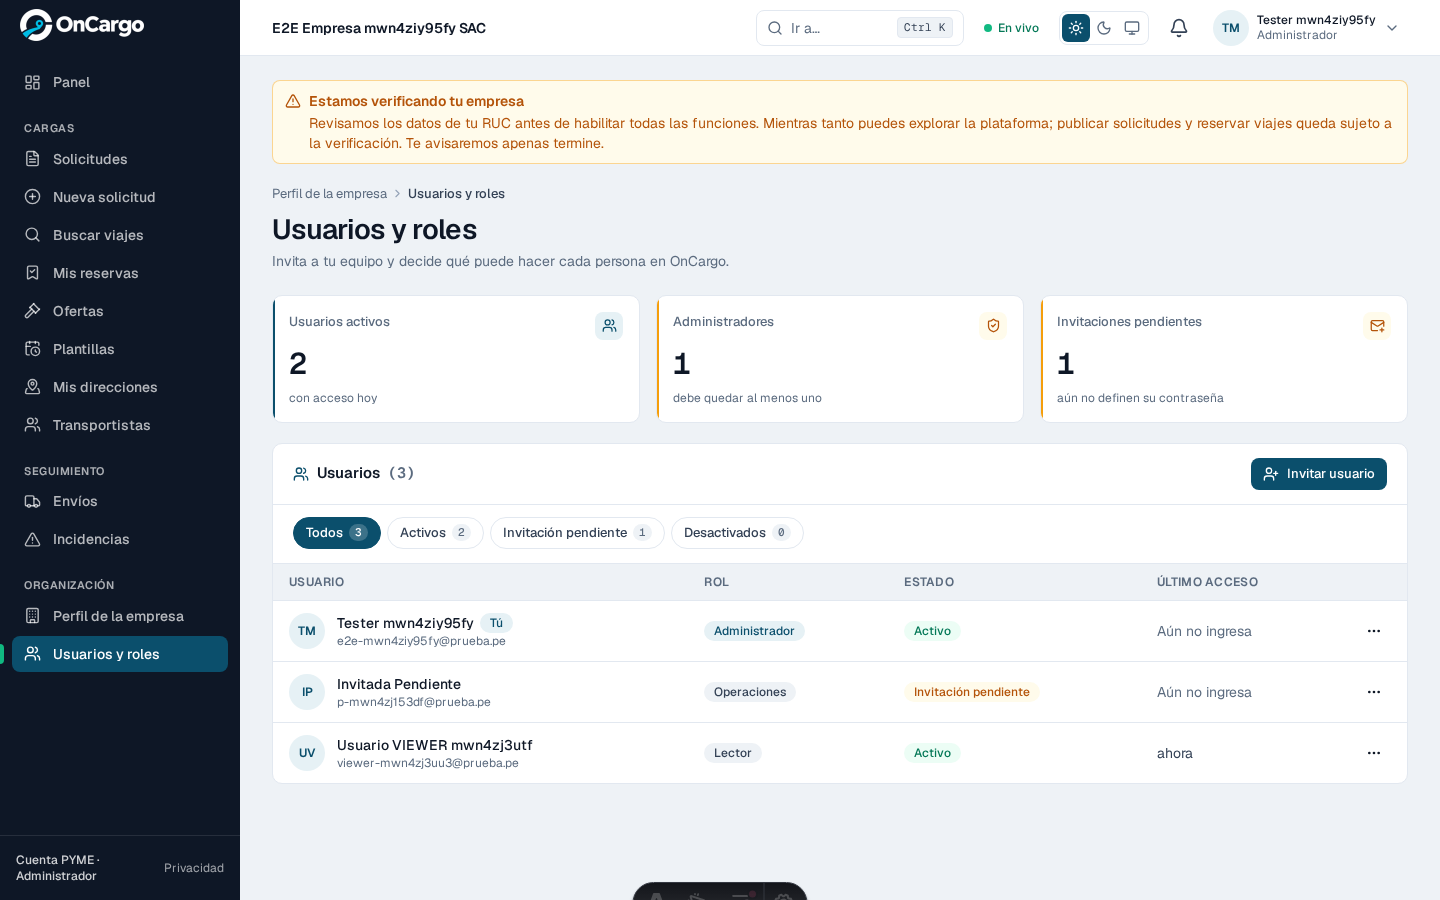 OnCargo
E2E Empresa mwn4ziy95fy SAC
Ir a...
Ctrl K
En vivo
TM
Tester mwn4ziy95fy
Administrador
Panel
CARGAS
Solicitudes
Nueva solicitud
Buscar viajes
Mis reservas
Ofertas
Plantillas
Mis direcciones
Transportistas
SEGUIMIENTO
Envíos
Incidencias
ORGANIZACIÓN
Perfil de la empresa
Usuarios y roles
Cuenta PYME ·
Administrador
Privacidad
Estamos verificando tu empresa
Revisamos los datos de tu RUC antes de habilitar todas las funciones. Mientras tanto puedes explorar la plataforma; publicar solicitudes y reservar viajes queda sujeto a
la verificación. Te avisaremos apenas termine.
Perfil de la empresa > Usuarios y roles
Usuarios y roles
Invita a tu equipo y decide qué puede hacer cada persona en OnCargo.
Usuarios activos
2
con acceso hoy
Administradores
1
debe quedar al menos uno
Invitaciones pendientes
1
aún no definen su contraseña
Usuarios (3)
Invitar usuario
Todos 3
Activos 2
Invitación pendiente 1
Desactivados 0
USUARIO ROL ESTADO ÚLTIMO ACCESO
TM Tester mwn4ziy95fy Tú
e2e-mwn4ziy95fy@prueba.pe
Administrador Activo Aún no ingresa
IP Invitada Pendiente
p-mwn4zj153df@prueba.pe
Operaciones Invitación pendiente Aún no ingresa
UV Usuario VIEWER mwn4zj3utf
viewer-mwn4zj3uu3@prueba.pe
Lector Activo ahora